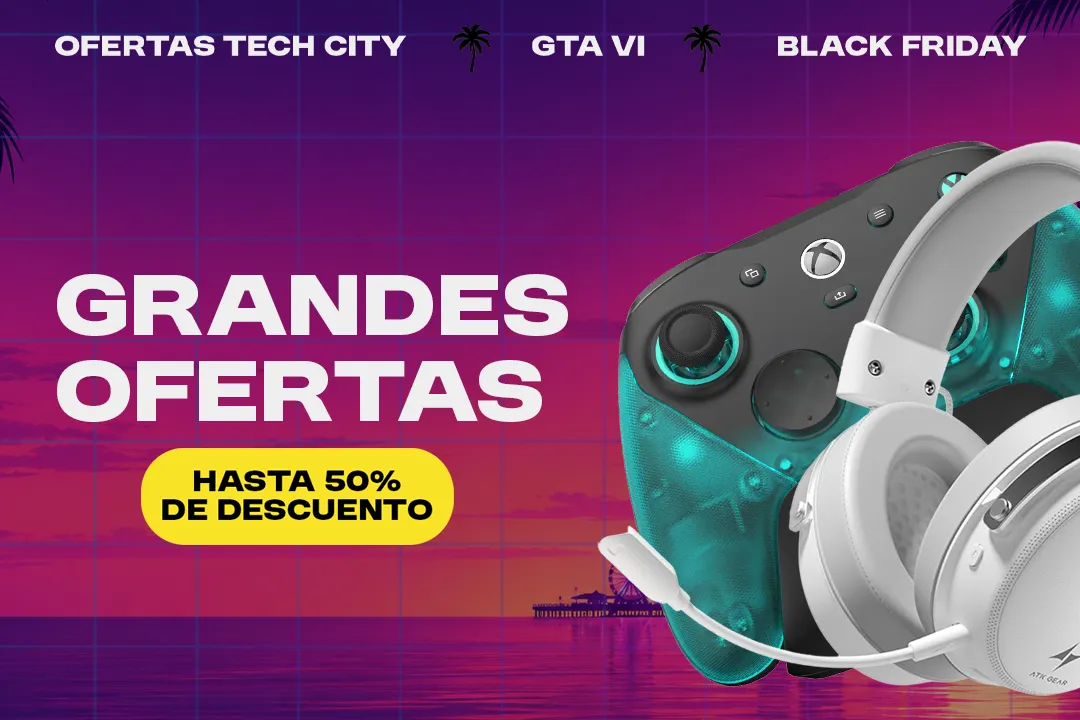 OFERTAS TECH CITY
GTA VI
BLACK FRIDAY
GRANDES
OFERTAS
HASTA 50%
DE DESCUENTO
ATK GEAR